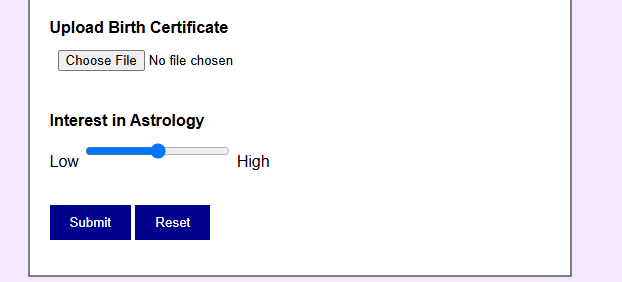 Upload Birth Certificate
Choose File No file chosen
Interest in Astrology
Low High
Submit Reset